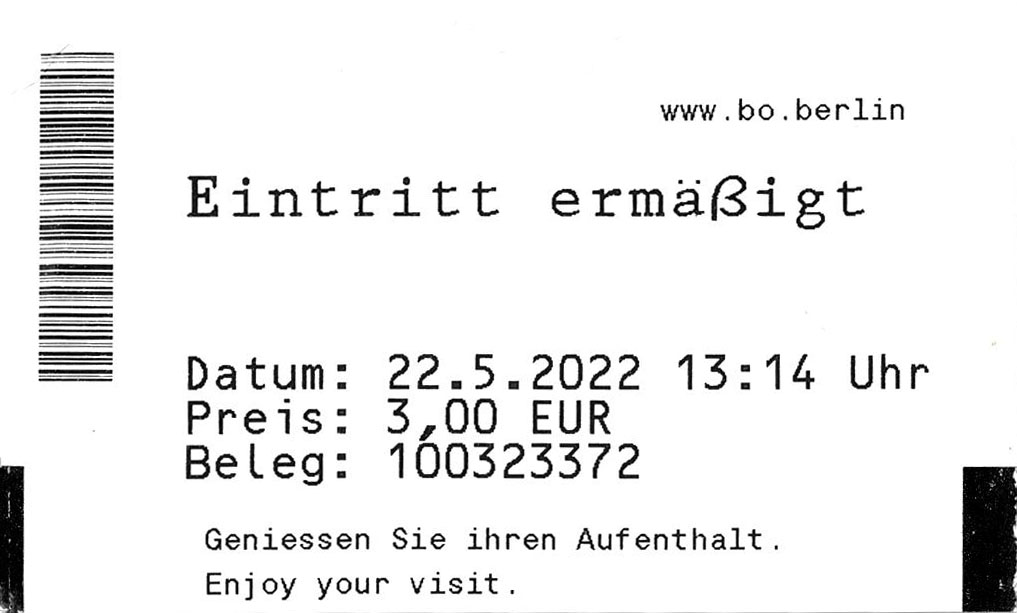 www.bo.berlin
Eintritt ermäßigt
Datum: 22.5.2022 13:14 Uhr
Preis: 3,00 EUR
Beleg: 100323372
Geniessen Sie ihren Aufenthalt.
Enjoy your visit.